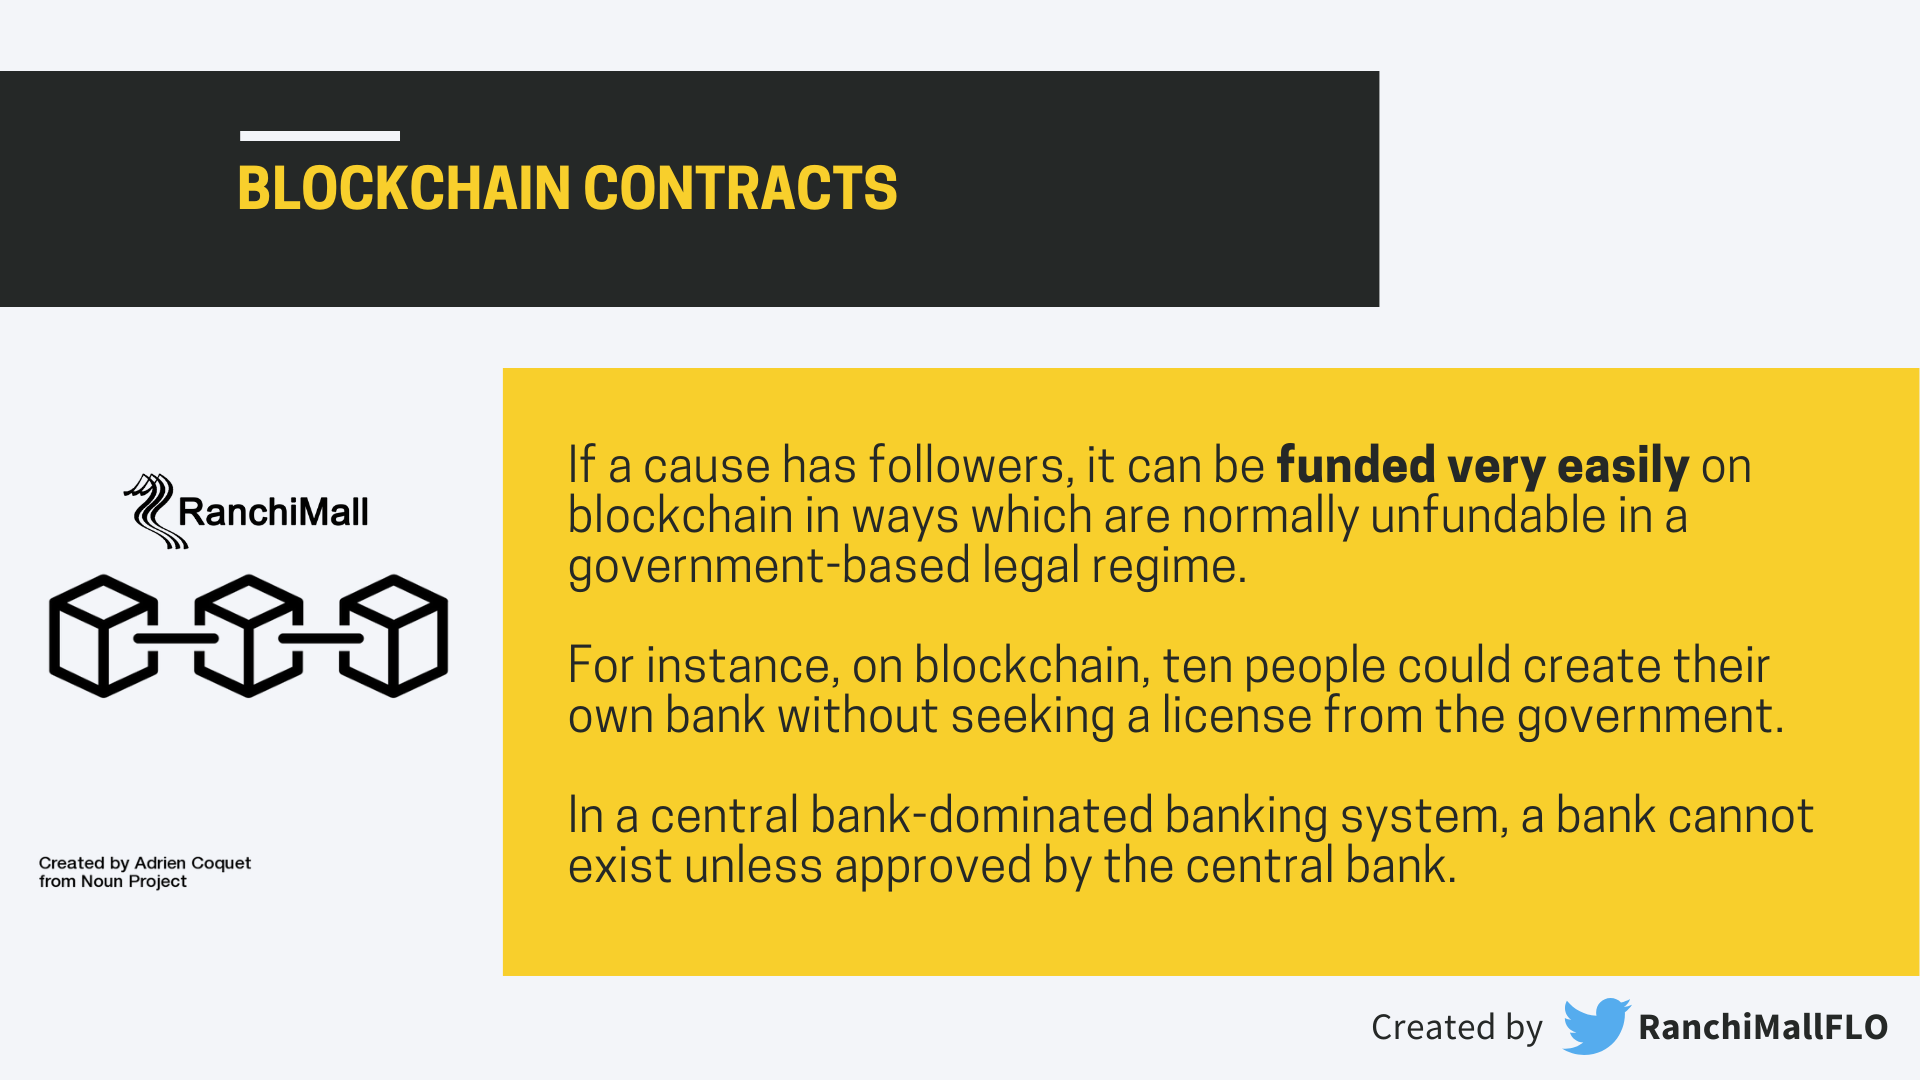 BLOCKCHAIN CONTRACTS
RanchiMall
Created by Adrien Coquet
from Noun Project
If a cause has followers, it can be funded very easily on
blockchain in ways which are normally unfundable in a
government-based legal regime.
For instance, on blockchain, ten people could create their
own bank without seeking a license from the government.
In a central bank-dominated banking system, a bank cannot
exist unless approved by the central bank.
Created by RanchiMallFLO